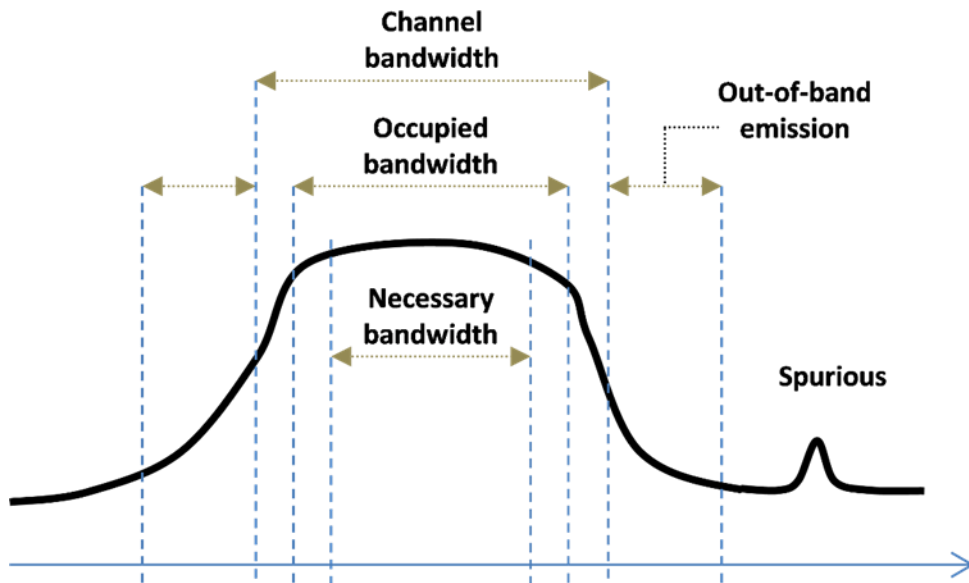 Channel
bandwidth
Out-of-band
emission
Occupied
bandwidth
Necessary
bandwidth
Spurious